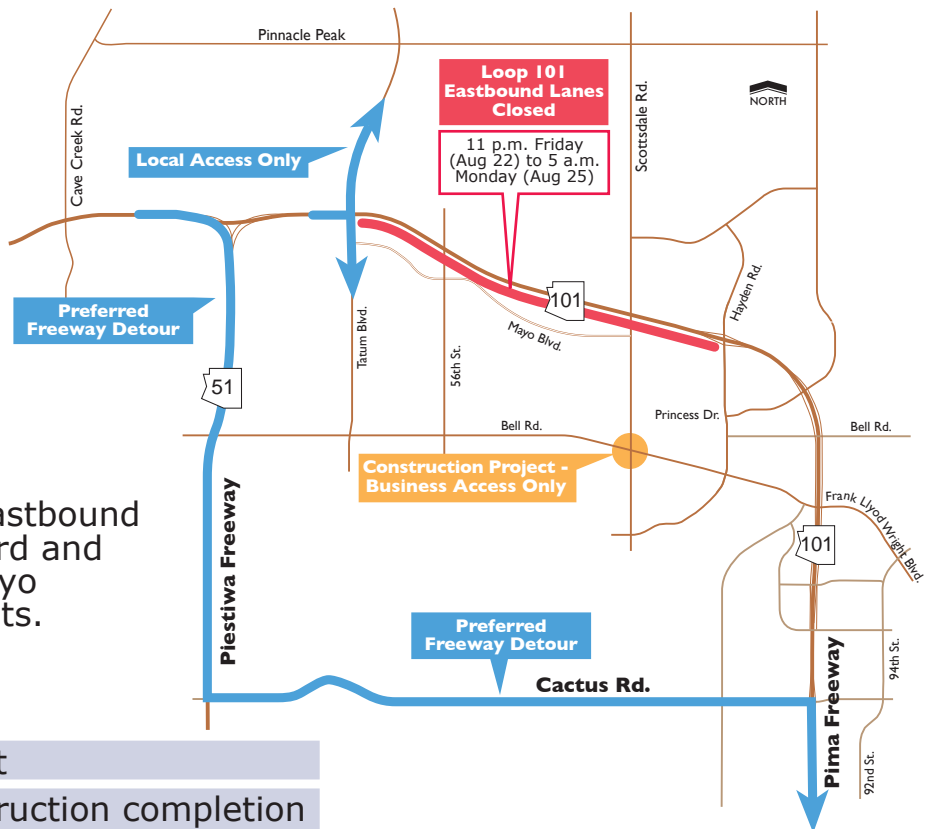 Pinnacle Peak
Cave Creek Rd.
Loop 101
Eastbound Lanes
Closed
11 p.m. Friday
(Aug 22) to 5 a.m.
Monday (Aug 25)
Scottsdale Rd.
NORTH
Local Access Only
Preferred
Freeway Detour
101
Hayden Rd.
Mayo Blvd.
Tatum Blvd.
56th St.
51
Princess Dr.
Bell Rd.
Bell Rd.
Construction Project -
Business Access Only
Frank Llyod Wright Blvd.
astbound
rd and
yo
ts.
101
Piestiwa Freeway
Preferred
Freeway Detour
Cactus Rd.
Pima Freeway
94th St.
92nd St.
t
ruction completion